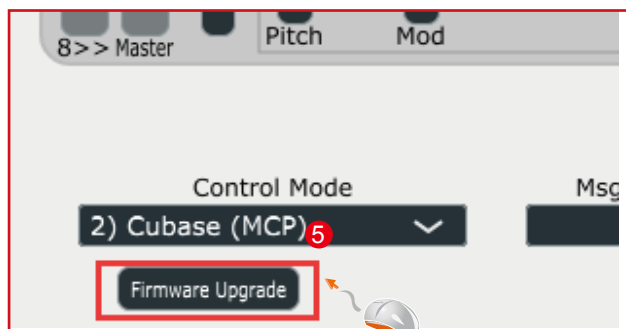 8>> Master
Pitch
Mod
Control Mode
Msg
2) Cubase (MCP)
5
Firmware Upgrade